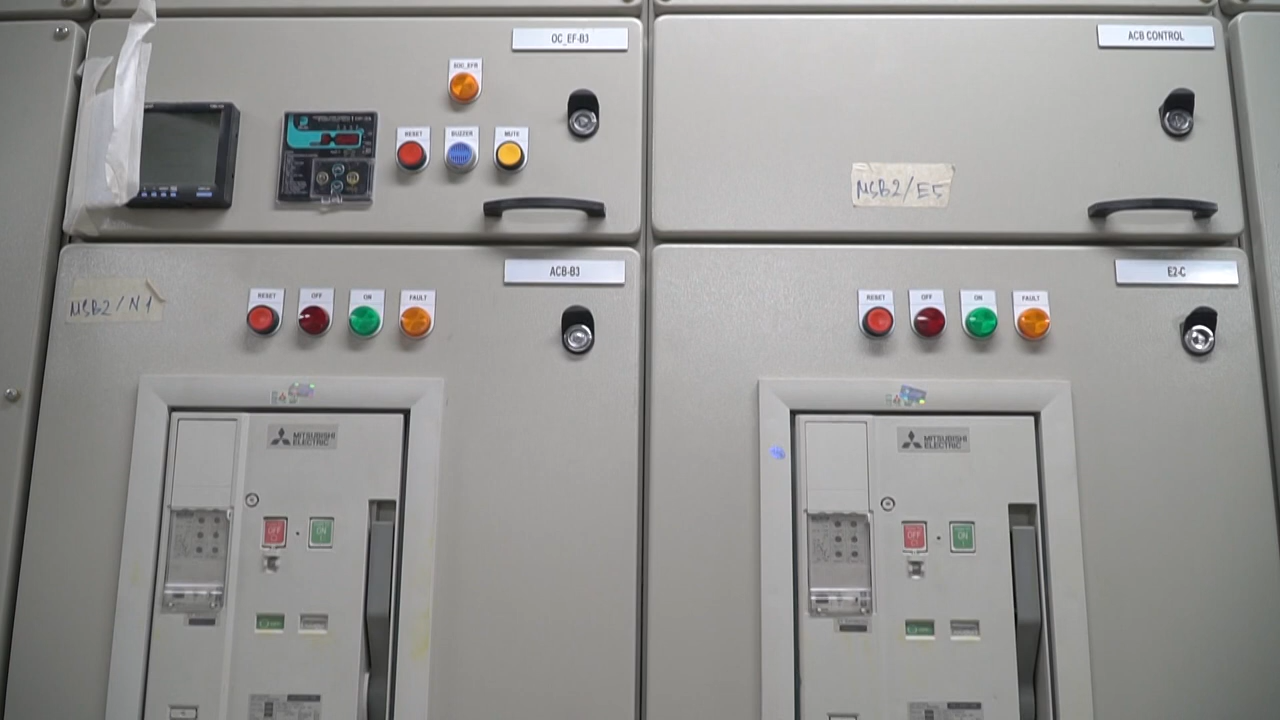 OC_EF-B3
ACB CONTROL
RESET
BUZZER
MUTE
MSB2/E5
ACB-B3
E2-C
MSB2/N1
RESET
OFF
ON
FAULT
RESET
OFF
ON
FAULT
MITSUBISHI
ELECTRIC
MITSUBISHI
ELECTRIC
OFF
ON
OFF
ON